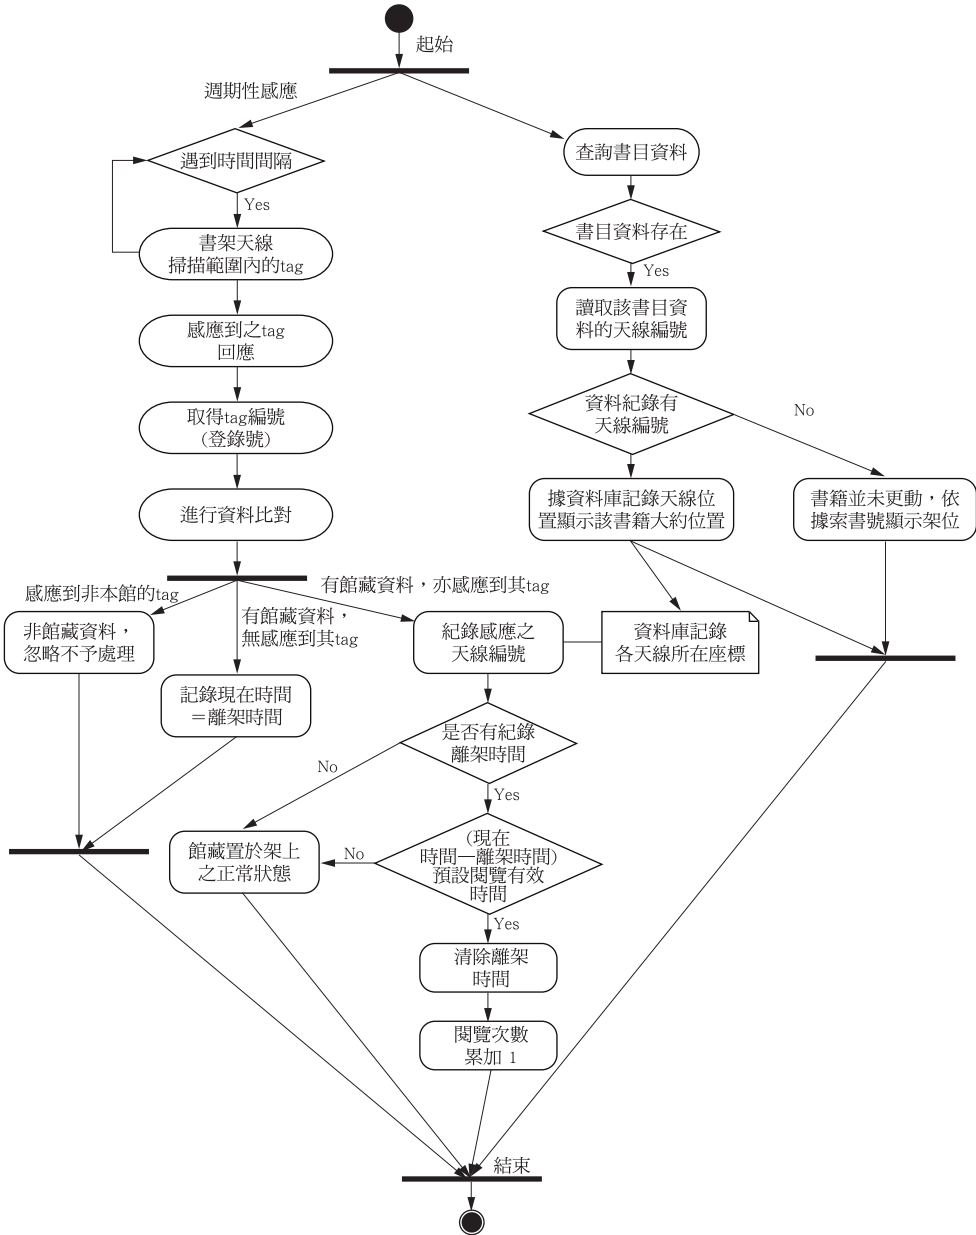 起始
週期性感應
遇到時間間隔
Yes
書架天線
掃描範圍內的tag
感應到之tag
回應
取得tag編號
(登錄號)
進行資料比對
查詢書目資料
書目資料存在
Yes
讀取該書目資
料的天線編號
資料紀錄有
天線編號
No
據資料庫記錄天線位
置顯示該書籍大約位置
書籍並未更動，依
據索書號顯示架位
感應到非本館的tag
有館藏資料，
無感應到其tag
有館藏資料，亦感應到其tag
非館藏資料，
忽略不予處理
記錄現在時間
＝離架時間
紀錄感應之
天線編號
資料庫記錄
各天線所在座標
是否有紀錄
離架時間
No
Yes
館藏置於架上
之正常狀態
No
(現在
時間—離架時間)
預設閱覽有效
時間
Yes
清除離架
時間
閱覽次數
累加 1
結束